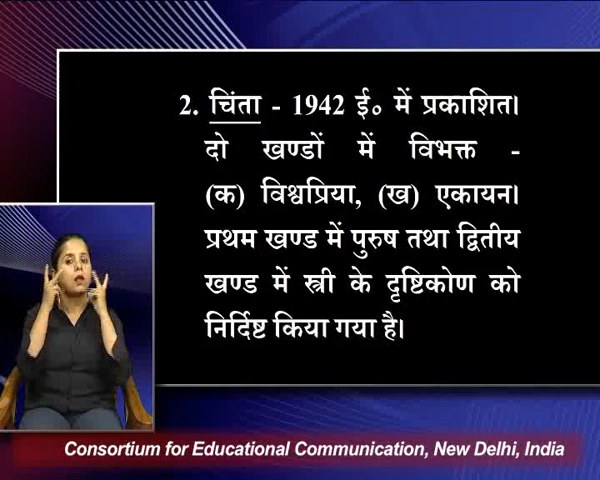 2. चिंता - 1942 ई० में प्रकाशित।
दो खण्डों में विभक्त -
(क) विश्वप्रिया, (ख) एकायन।
प्रथम खण्ड में पुरुष तथा द्वितीय
खण्ड में स्त्री के दृष्टिकोण को
निर्दिष्ट किया गया है।
Consortium for Educational Communication, New Delhi, India